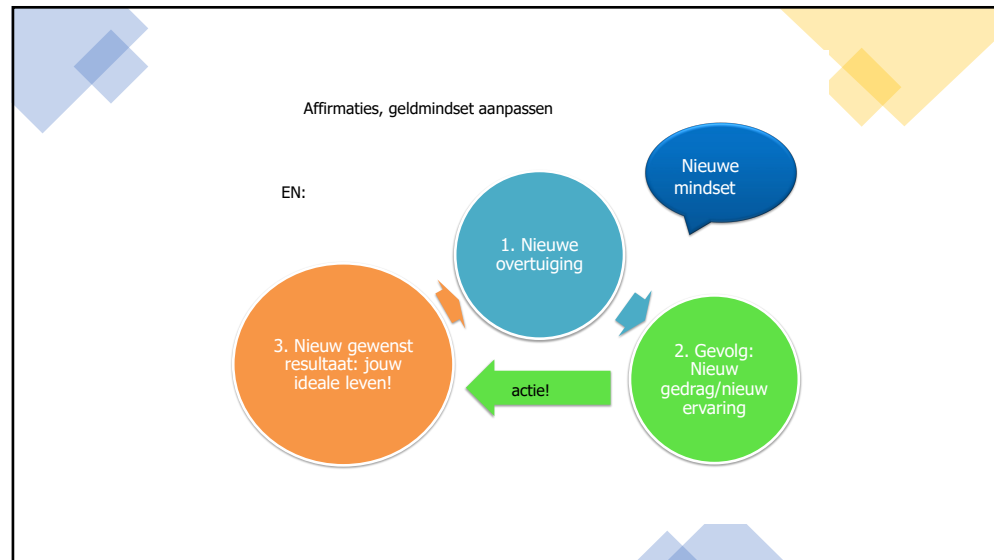 Affirmaties, geldmindset aanpassen
Nieuwe
mindset
EN:
1. Nieuwe
overtuiging
3. Nieuw gewenst
resultaat: jouw
ideale leven!
2. Gevolg:
Nieuw
gedrag/nieuw
ervaring
actie!